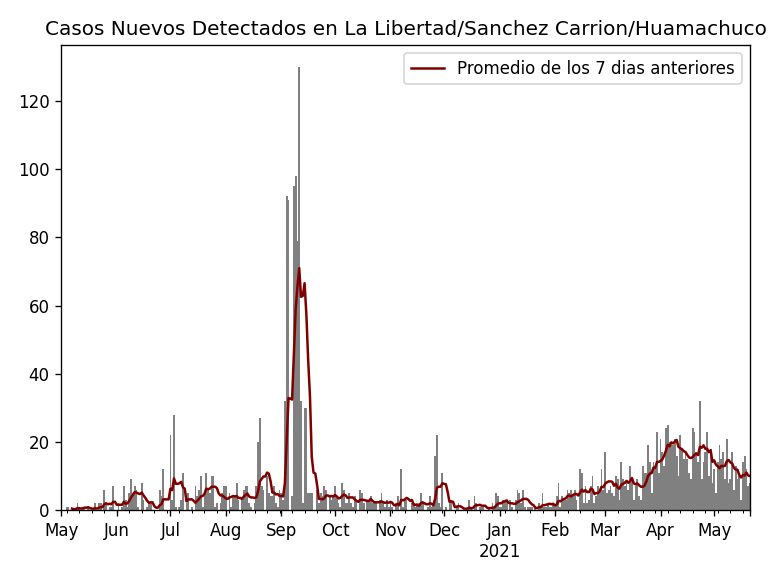 Casos Nuevos Detectados en La Libertad/Sanchez Carrion/Huamachuco
Promedio de los 7 dias anteriores
120
100
80
60
40
20
0
May Jun Jul Aug Sep Oct Nov Dec Jan Feb Mar Apr May
2021